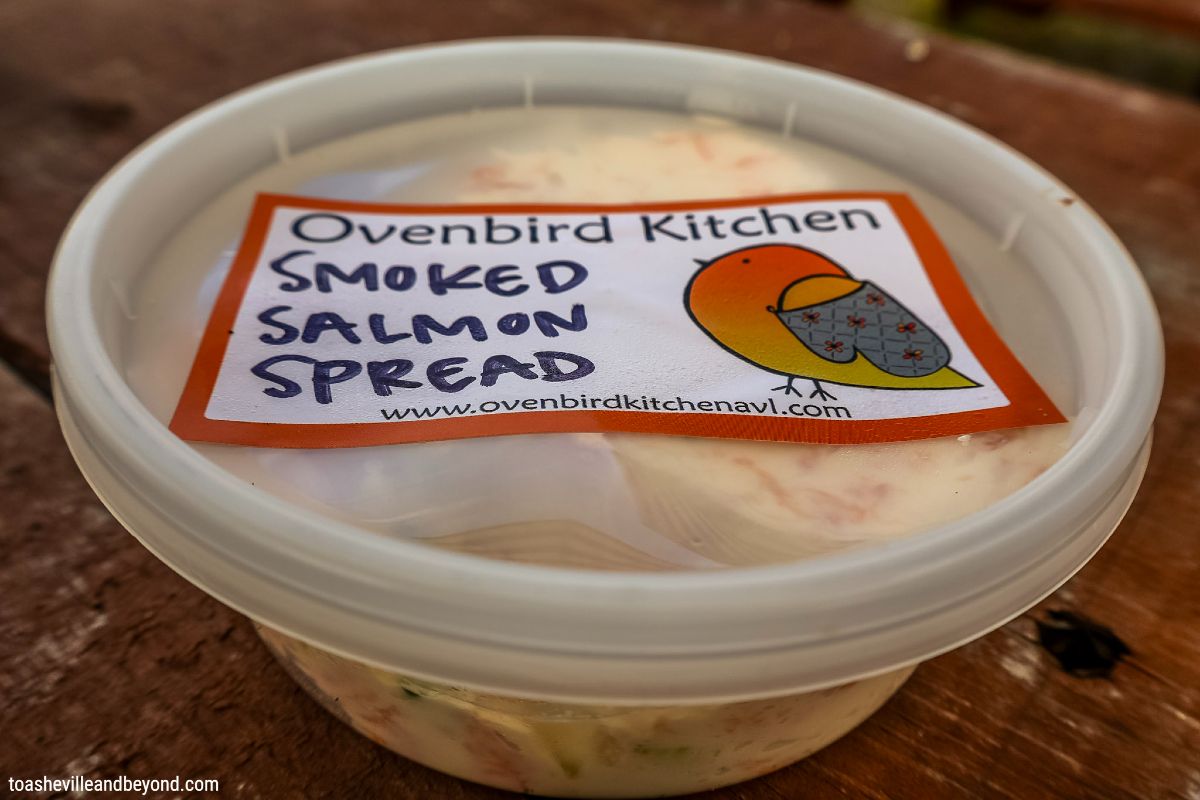 Ovenbird Kitchen
SMOKED
SALMON
SPREAD
www.ovenbirdkitchenavl.com
toashevilleandbeyond.com